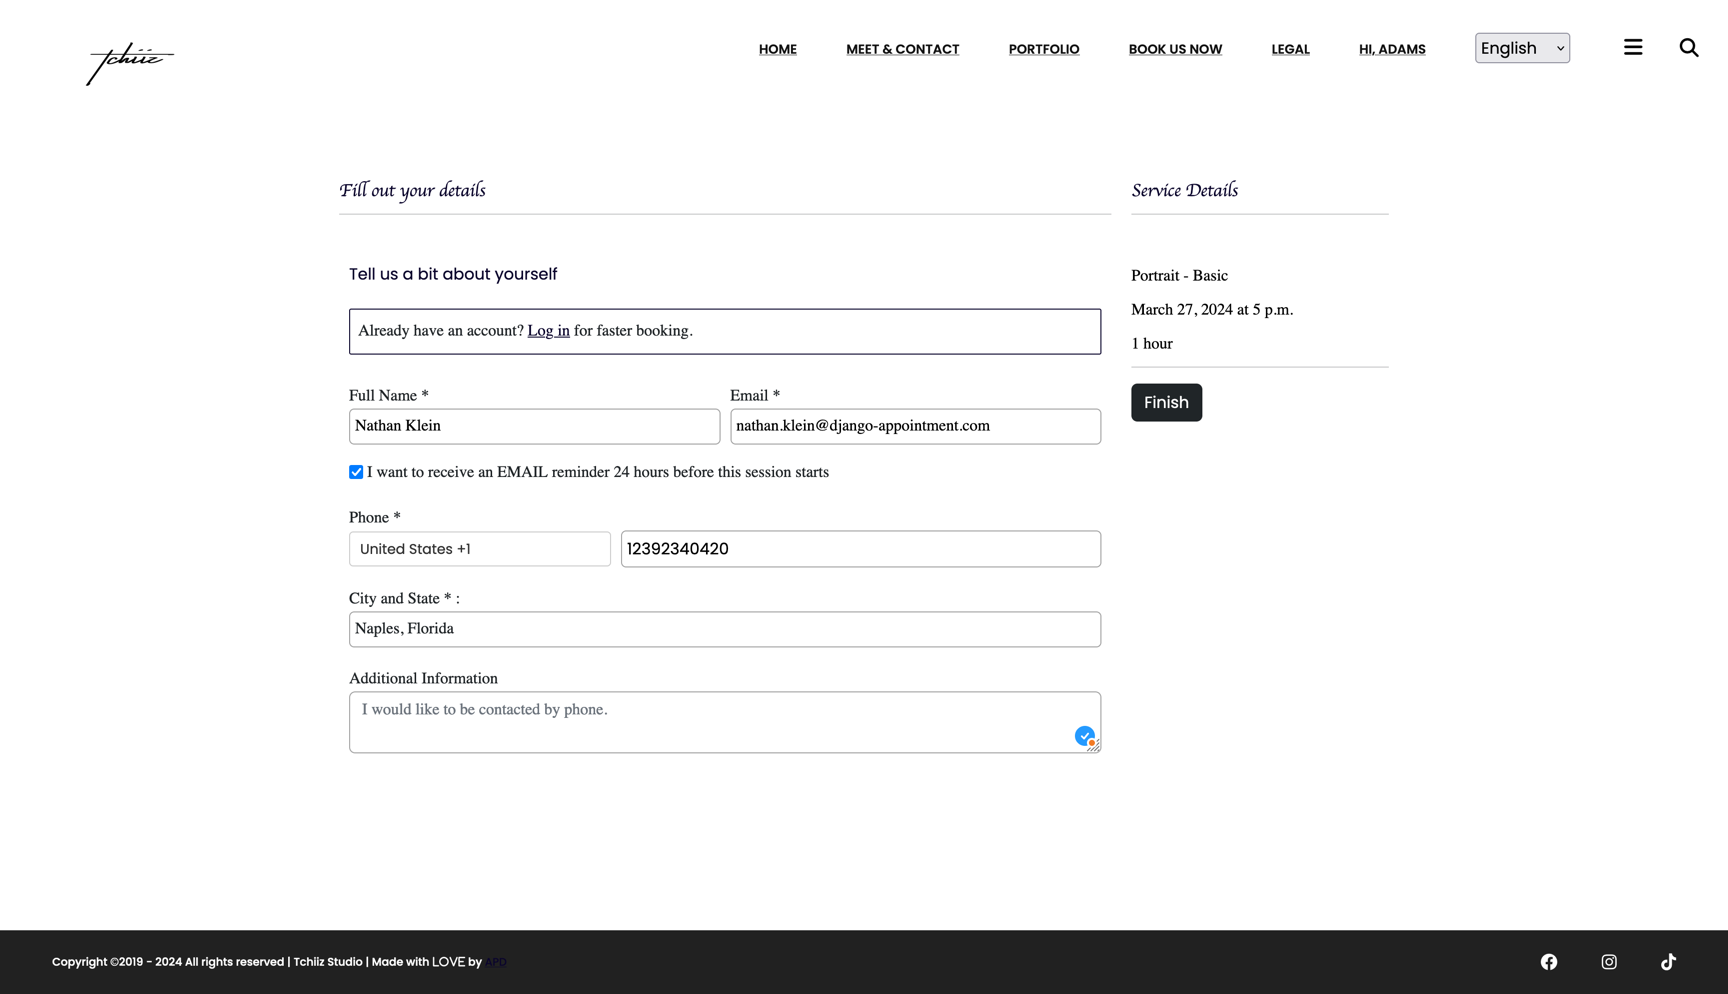 tchiiz
HOME MEET & CONTACT PORTFOLIO BOOK US NOW LEGAL HI, ADAMS English
Fill out your details
Service Details
Tell us a bit about yourself
Already have an account? Log in for faster booking.
Full Name *
Email *
Nathan Klein
nathan.klein@django-appointment.com
I want to receive an EMAIL reminder 24 hours before this session starts
Phone *
United States +1
12392340420
City and State * :
Naples, Florida
Additional Information
I would like to be contacted by phone.
Portrait - Basic
March 27, 2024 at 5 p.m.
1 hour
Finish
Copyright ©2019 - 2024 All rights reserved | Tchiiz Studio | Made with LOVE by APD